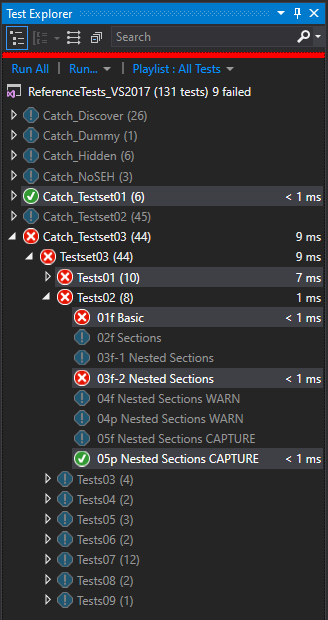 Test Explorer
Search
Run All | Run... | Playlist : All Tests
ReferenceTests_VS2017 (131 tests) 9 failed
Catch_Discover (26)
Catch_Dummy (1)
Catch_Hidden (6)
Catch_NoSEH (3)
Catch_Testset01 (6) < 1 ms
Catch_Testset02 (45)
Catch_Testset03 (44) 9 ms
Testset03 (44) 9 ms
Tests01 (10) 7 ms
Tests02 (8) 1 ms
01f Basic < 1 ms
02f Sections
03f-1 Nested Sections
03f-2 Nested Sections < 1 ms
04f Nested Sections WARN
04p Nested Sections WARN
05f Nested Sections CAPTURE
05p Nested Sections CAPTURE < 1 ms
Tests03 (4)
Tests04 (2)
Tests05 (3)
Tests06 (2)
Tests07 (12)
Tests08 (2)
Tests09 (1)